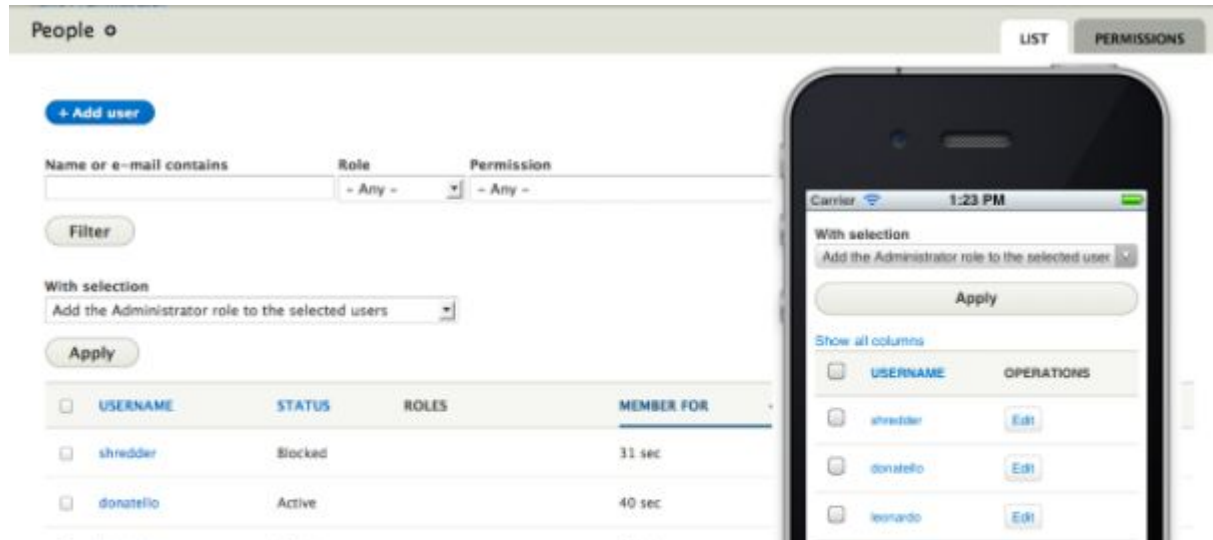 People
LIST
PERMISSIONS
+ Add user
Name or e-mail contains
Role
Permission
- Any -
- Any -
Filter
With selection
Add the Administrator role to the selected users
Apply
USERNAME
STATUS
ROLES
MEMBER FOR
shredder
Blocked
31 sec
donatello
Active
40 sec
Carrier
1:23 PM
With selection
Add the Administrator role to the selected user
Apply
Show all columns
USERNAME
OPERATIONS
shredder
Edit
donatello
Edit
leonardo
Edit